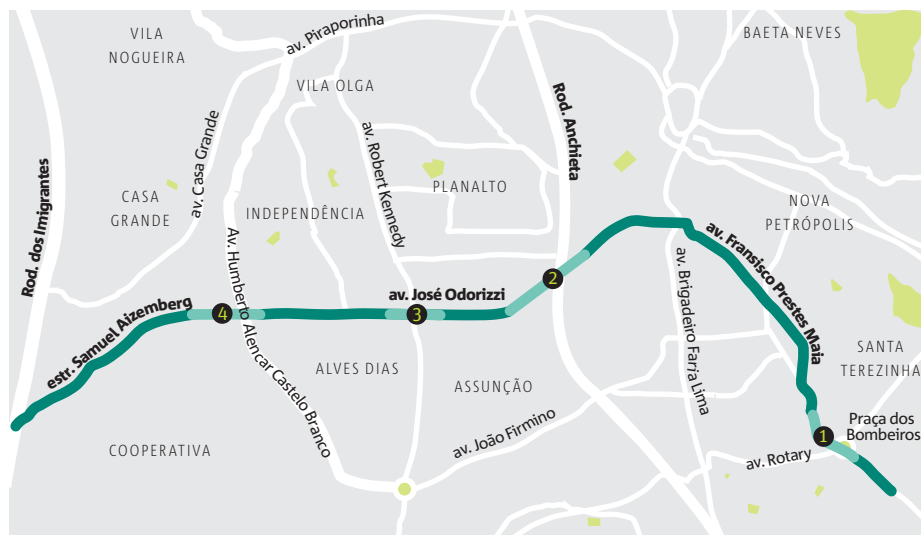 VILA
NOGUEIRA
av. Piraporinha
BAETA NEVES
VILA OLGA
Rod. Anchieta
av. Casa Grande
av. Robert Kennedy
Rod. dos Imigrantes
CASA
GRANDE
INDEPENDÊNCIA
PLANALTO
NOVA
PETRÓPOLIS
av. Fransisco Prestes Maia
Av. Humberto Alencar Castelo Branco
av. Brigadeiro Faria Lima
2
av. José Odorizzi
estr. Samuel Aizemberg
4
3
ALVES DIAS
ASSUNÇÃO
SANTA
TEREZINHA
COOPERATIVA
av. João Firmino
1
Praça dos
Bombeiros
av. Rotary